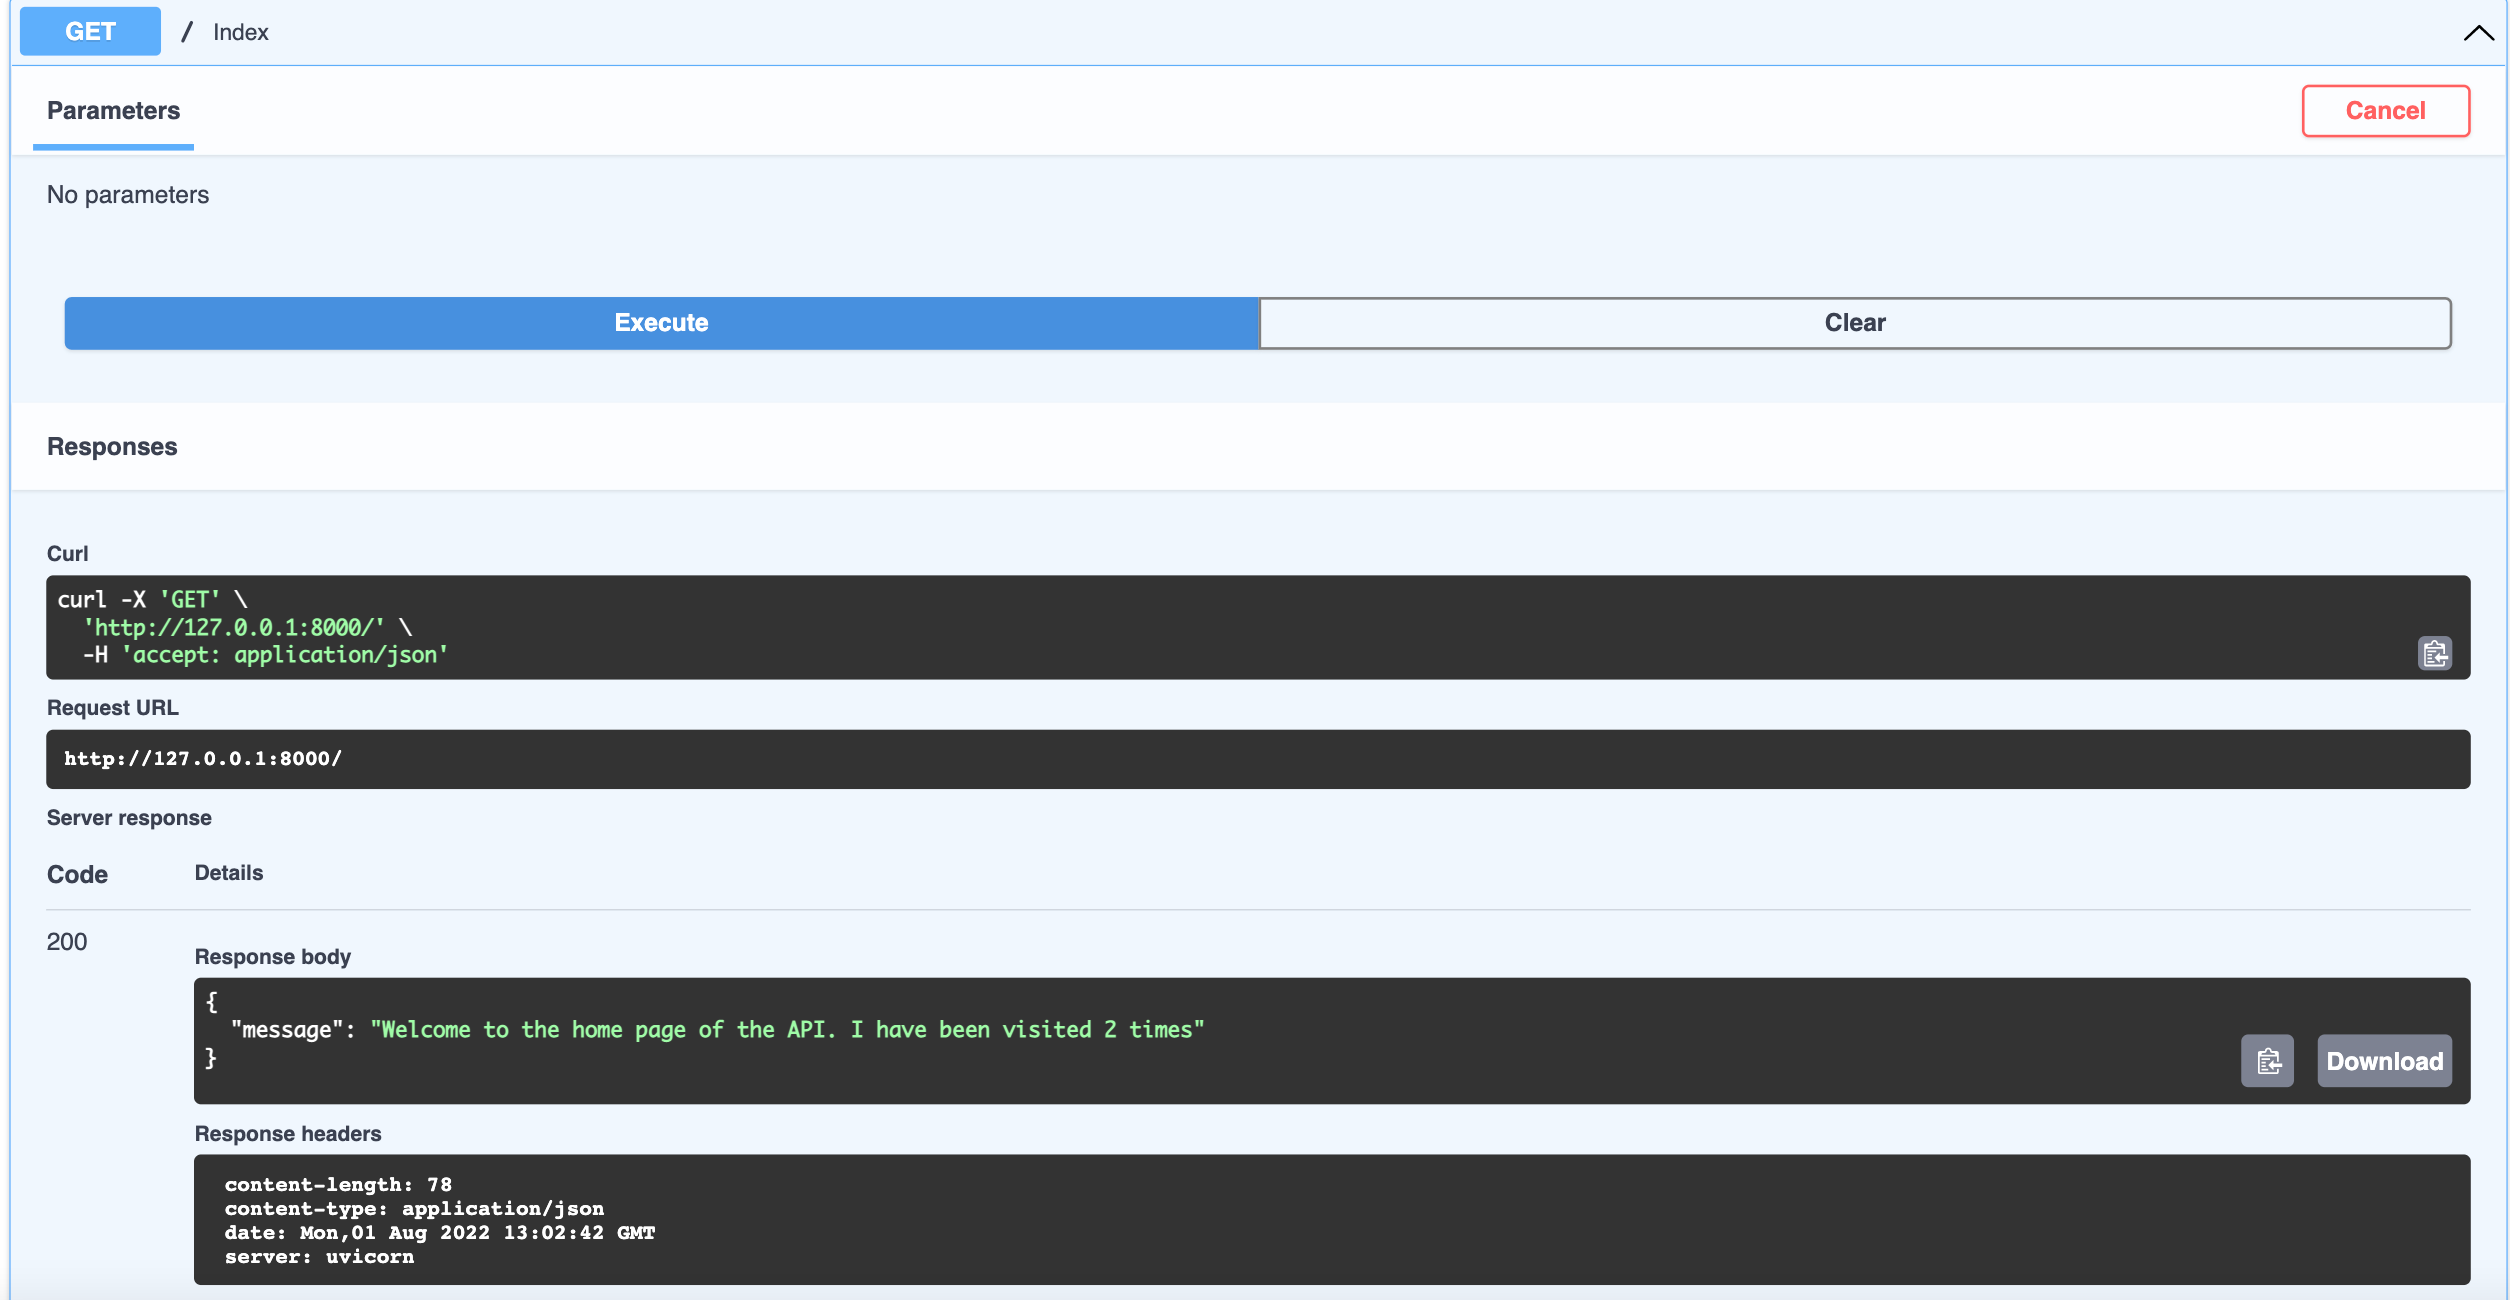 GET / Index
Parameters
Cancel
No parameters
Execute
Clear
Responses
Curl
curl -X 'GET' \
  'http://127.0.0.1:8000/' \
  -H 'accept: application/json'
Request URL
http://127.0.0.1:8000/
Server response
Code Details
200
Response body
{
  "message": "Welcome to the home page of the API. I have been visited 2 times"
}
Download
Response headers
content-length: 78
content-type: application/json
date: Mon,01 Aug 2022 13:02:42 GMT
server: uvicorn